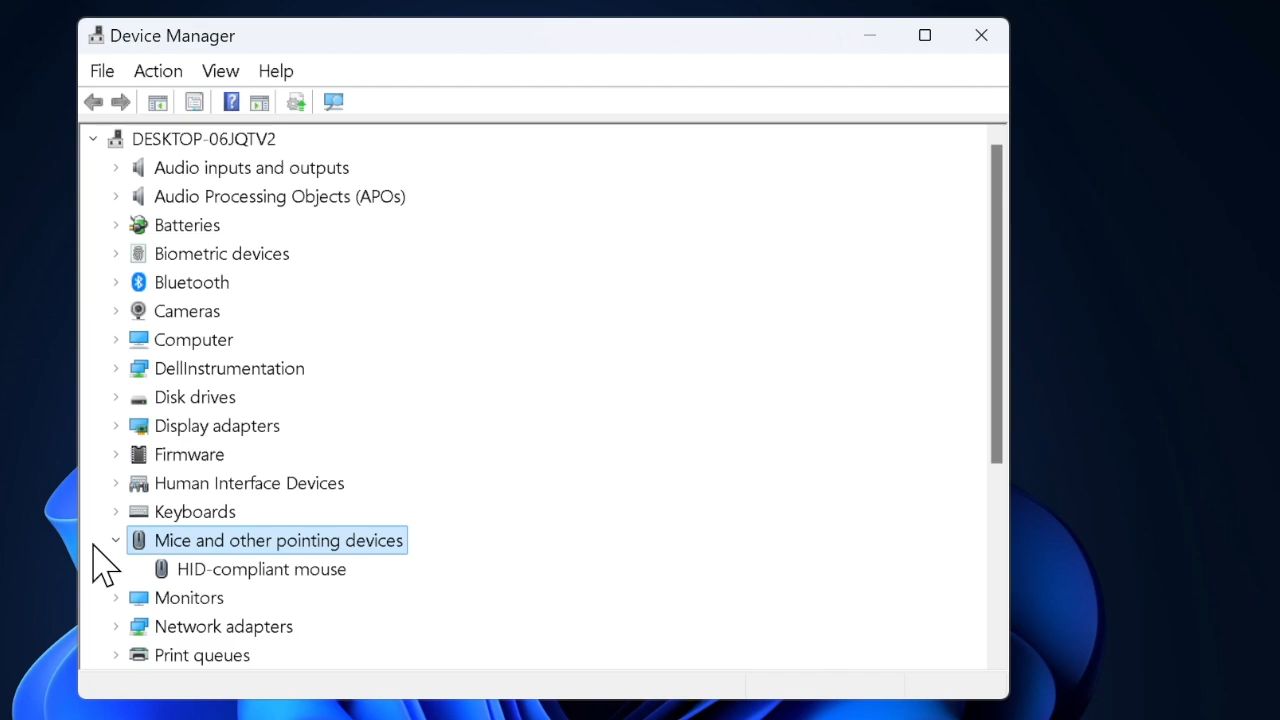 Device Manager
File Action View Help
DESKTOP-06JQTV2
Audio inputs and outputs
Audio Processing Objects (APOs)
Batteries
Biometric devices
Bluetooth
Cameras
Computer
DellInstrumentation
Disk drives
Display adapters
Firmware
Human Interface Devices
Keyboards
Mice and other pointing devices
HID-compliant mouse
Monitors
Network adapters
Print queues